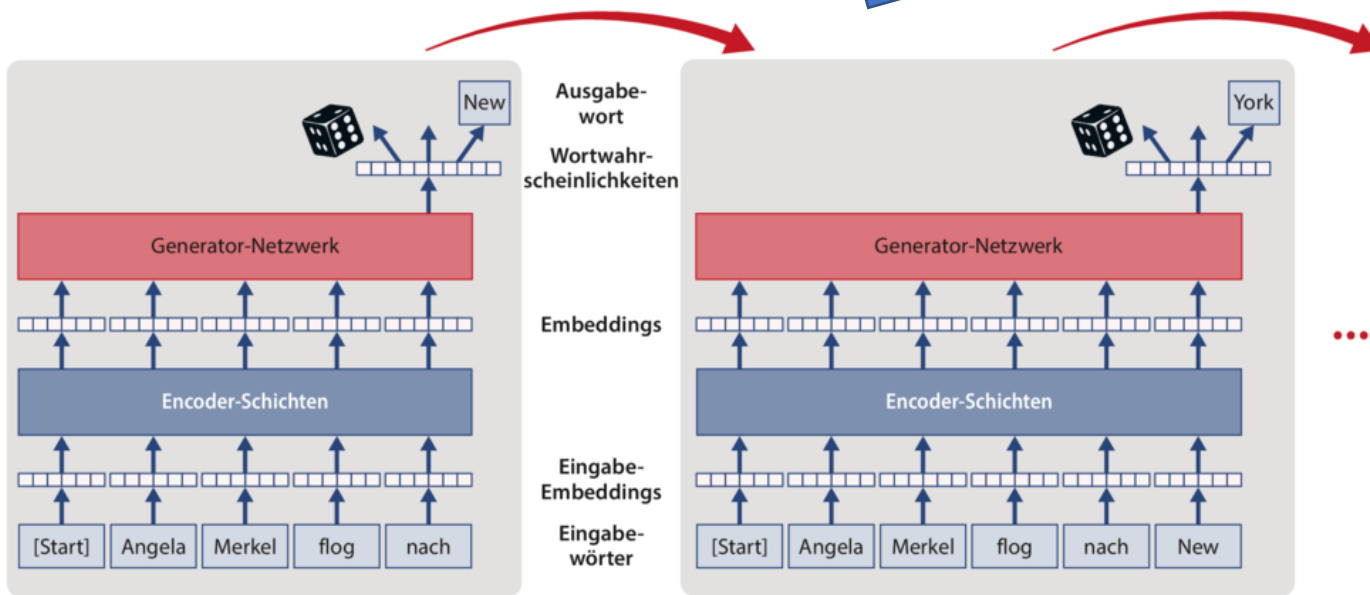 New
Ausgabe-
wort
York
Wortwahr-
scheinlichkeiten
Generator-Netzwerk
Generator-Netzwerk
Embeddings
...
Encoder-Schichten
Encoder-Schichten
Eingabe-
Embeddings
[Start] Angela Merkel flog nach
Eingabe-
wörter
[Start] Angela Merkel flog nach New